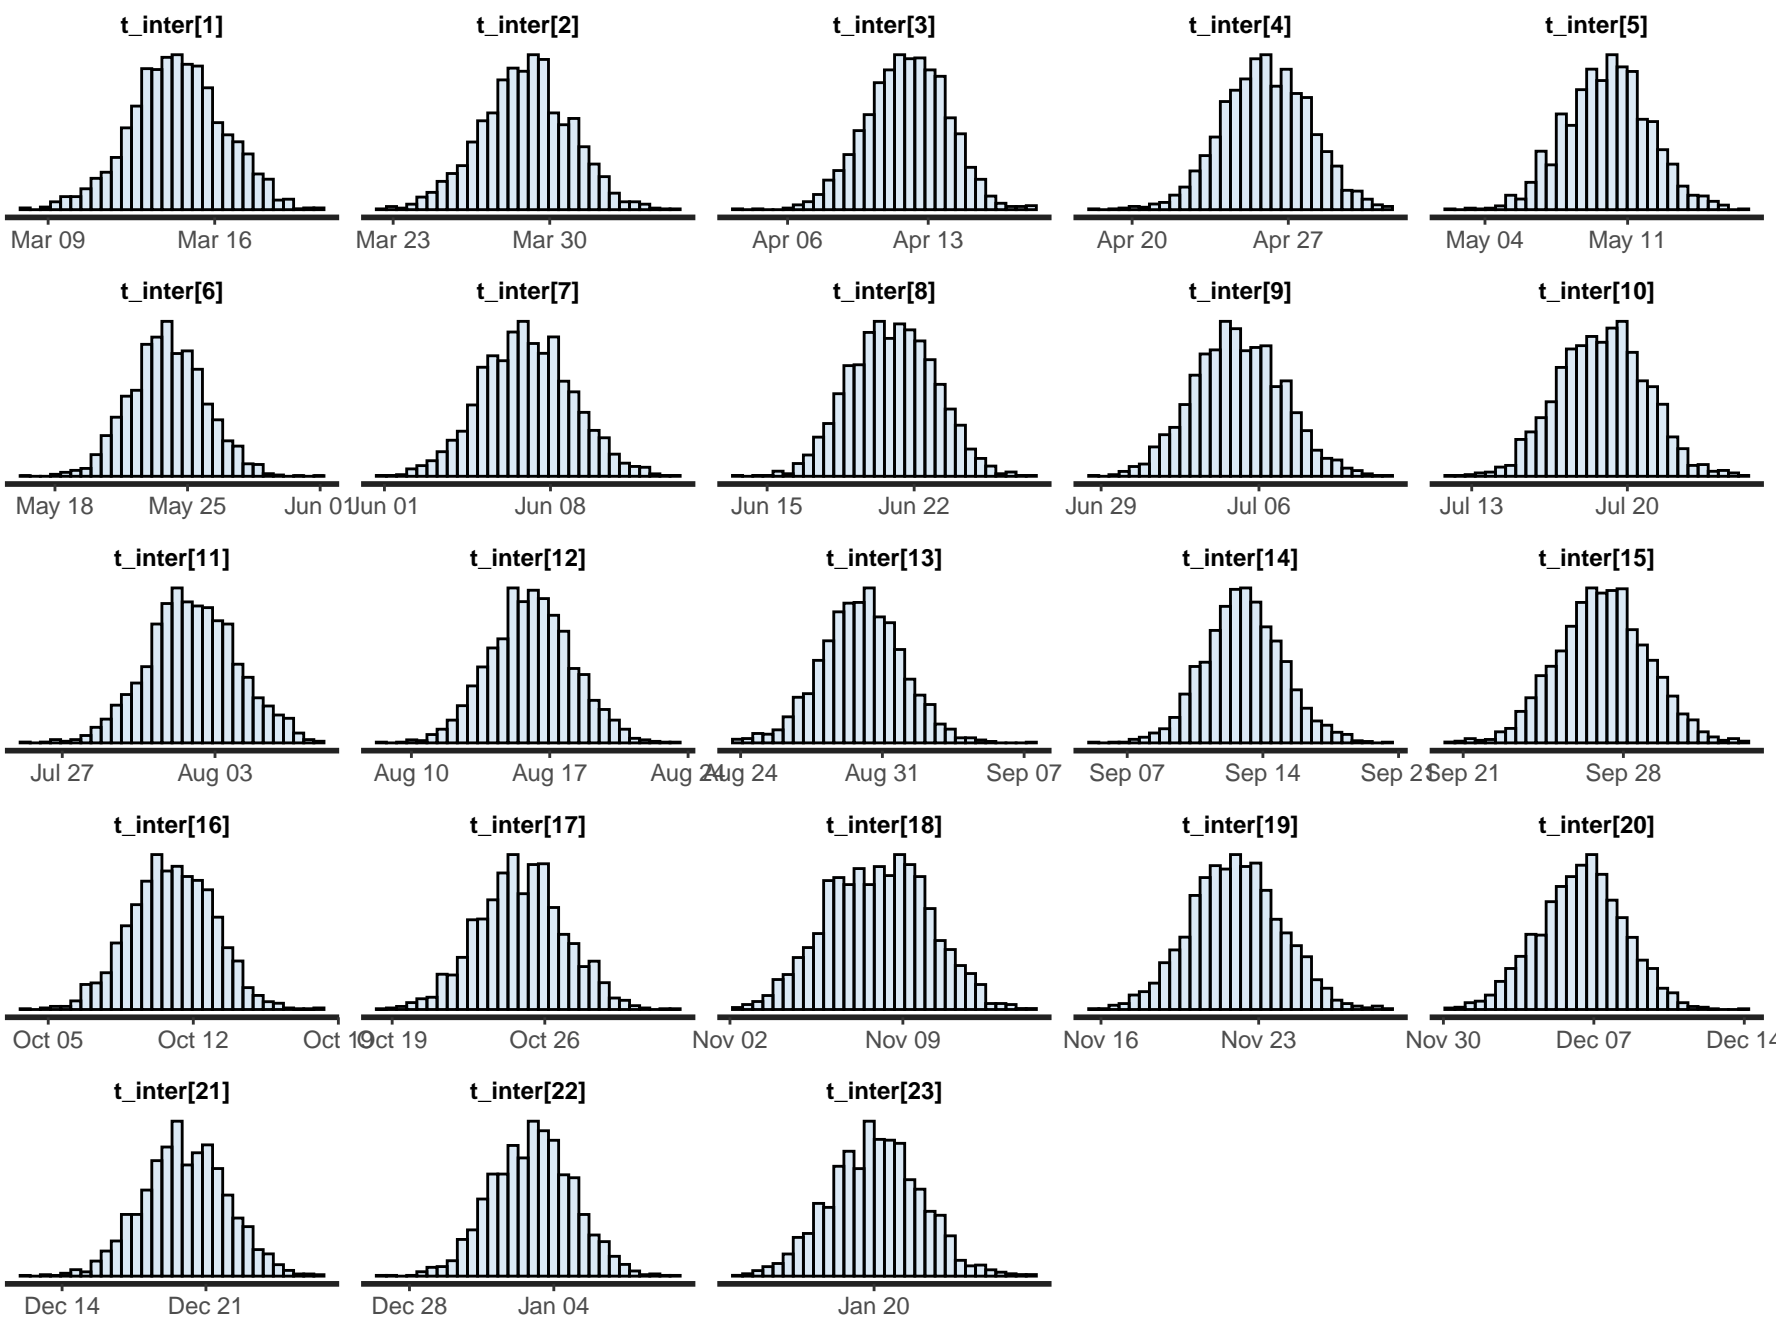 t_inter[1] t_inter[2] t_inter[3] t_inter[4] t_inter[5]
Mar 09 Mar 16 Mar 23 Mar 30 Apr 06 Apr 13 Apr 20 Apr 27 May 04 May 11
t_inter[6] t_inter[7] t_inter[8] t_inter[9] t_inter[10]
May 18 May 25 Jun 01 Jun 01 Jun 08 Jun 15 Jun 22 Jun 29 Jul 06 Jul 13 Jul 20
t_inter[11] t_inter[12] t_inter[13] t_inter[14] t_inter[15]
Jul 27 Aug 03 Aug 10 Aug 17 Aug 24 Aug 24 Aug 31 Sep 07 Sep 07 Sep 14 Sep 21 Sep 21 Sep 28
t_inter[16] t_inter[17] t_inter[18] t_inter[19] t_inter[20]
Oct 05 Oct 12 Oct 19 Oct 19 Oct 26 Nov 02 Nov 09 Nov 16 Nov 23 Nov 30 Dec 07 Dec 14
t_inter[21] t_inter[22] t_inter[23]
Dec 14 Dec 21 Dec 28 Jan 04 Jan 20